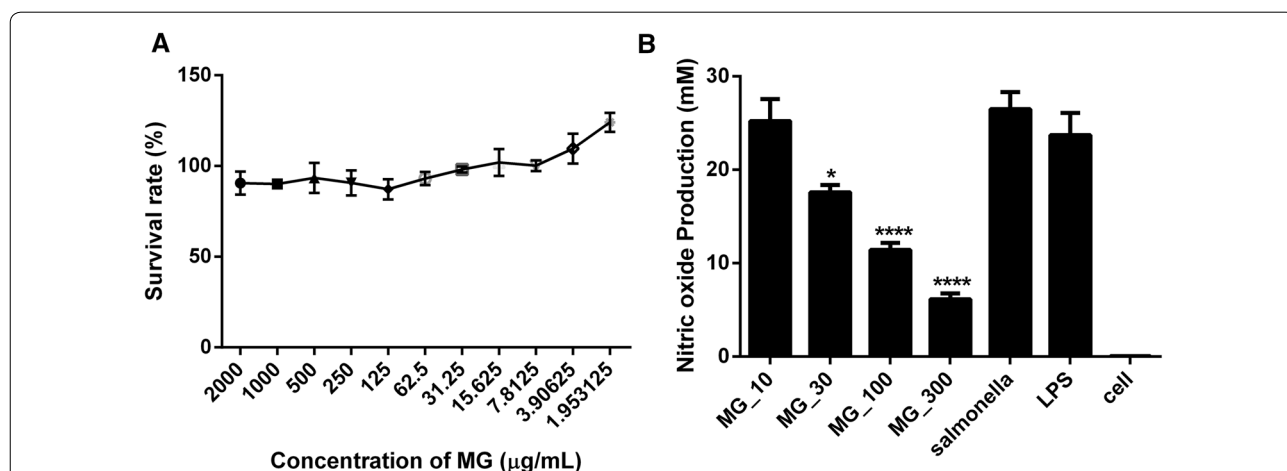 A
150
100
50
0
Survival rate (%)
2000
1000
500
250
125
62.5
31.25
15.625
7.8125
3.90625
1.953125
Concentration of MG (μg/mL)
B
30
20
10
0
Nitric oxide Production (mM)
*
****
****
MG_10
MG_30
MG_100
MG_300
salmonella
LPS
cell